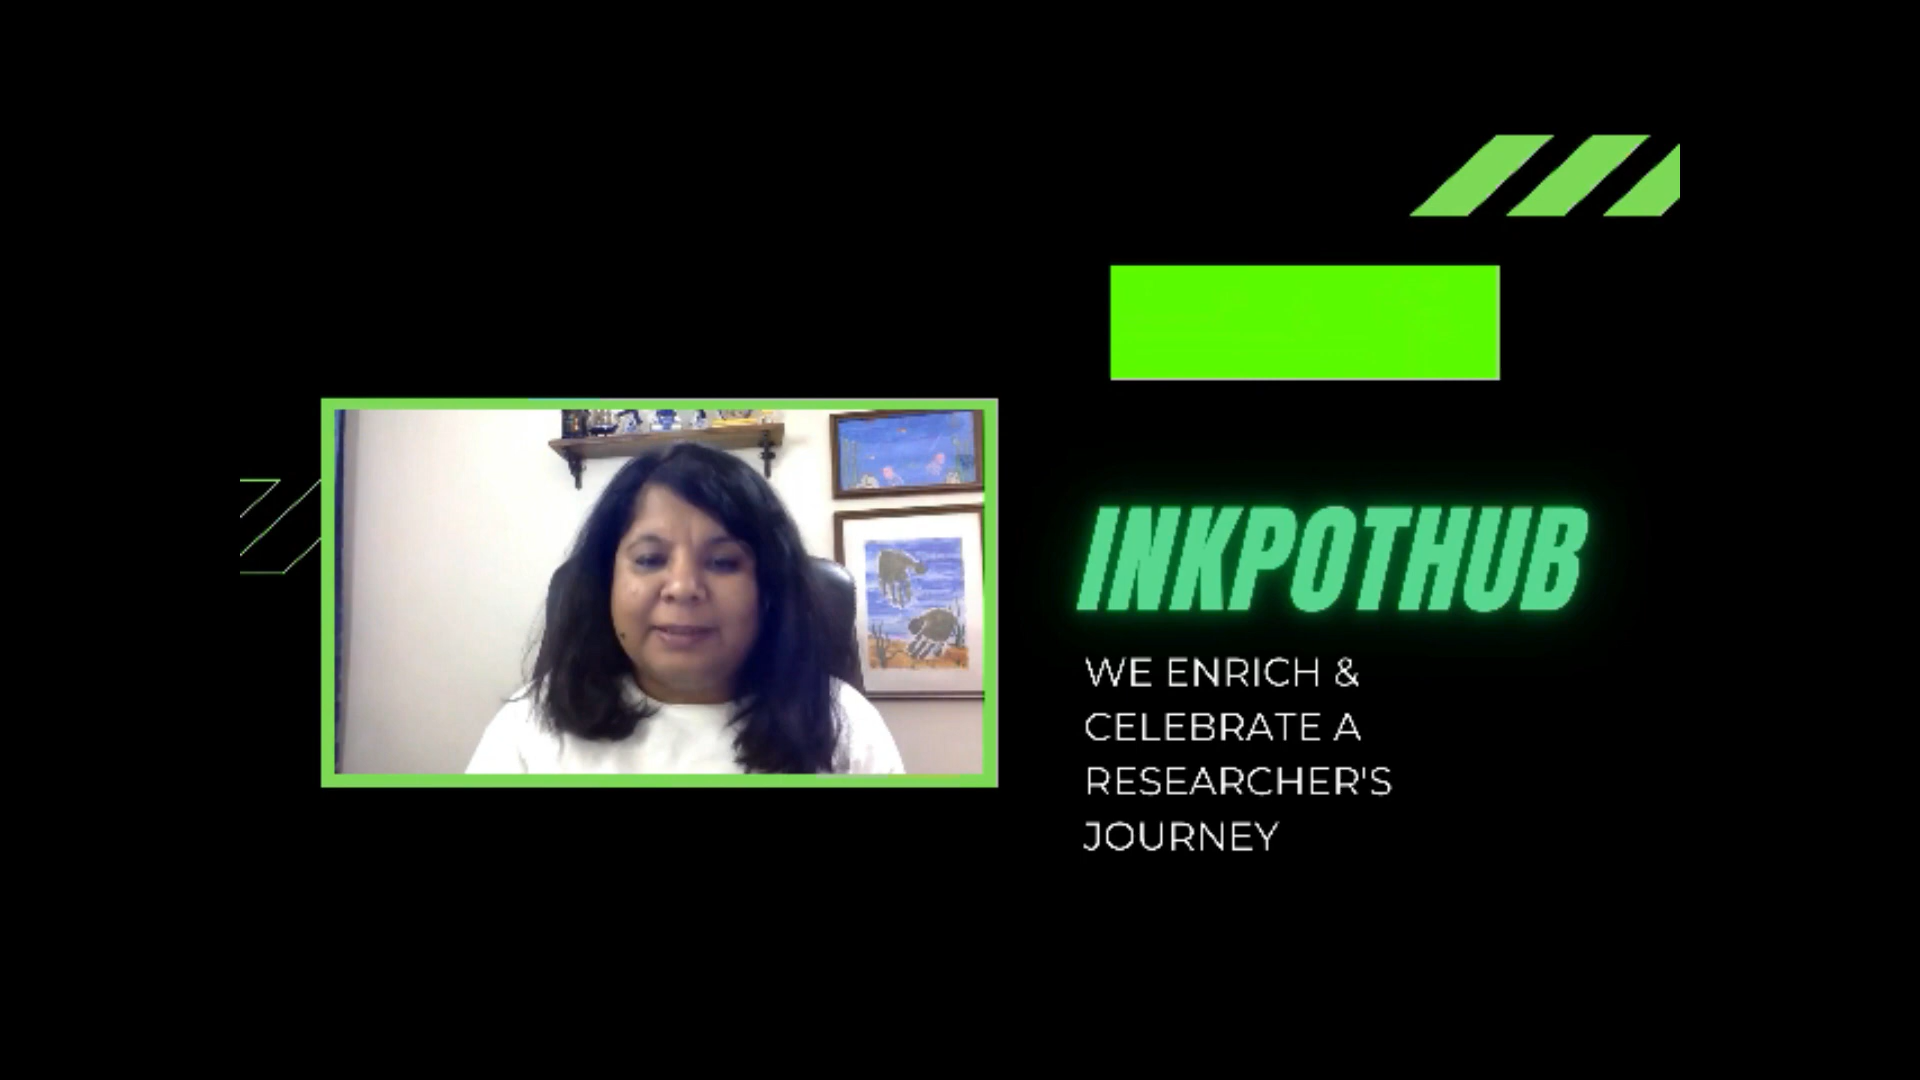 INKPOTHUB
WE ENRICH &
CELEBRATE A
RESEARCHER'S
JOURNEY